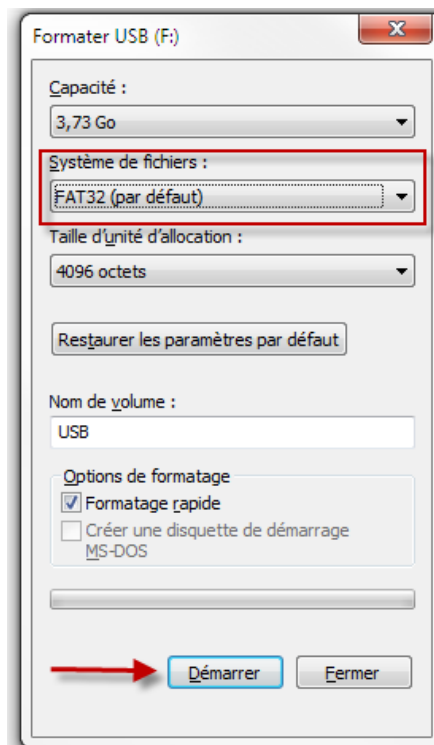 Formater USB (F:)
Capacité :
3,73 Go
Système de fichiers :
FAT32 (par défaut)
Taille d'unité d'allocation :
4096 octets
Restaurer les paramètres par défaut
Nom de volume :
USB
Options de formatage
Formatage rapide
Créer une disquette de démarrage
MS-DOS
Démarrer Fermer